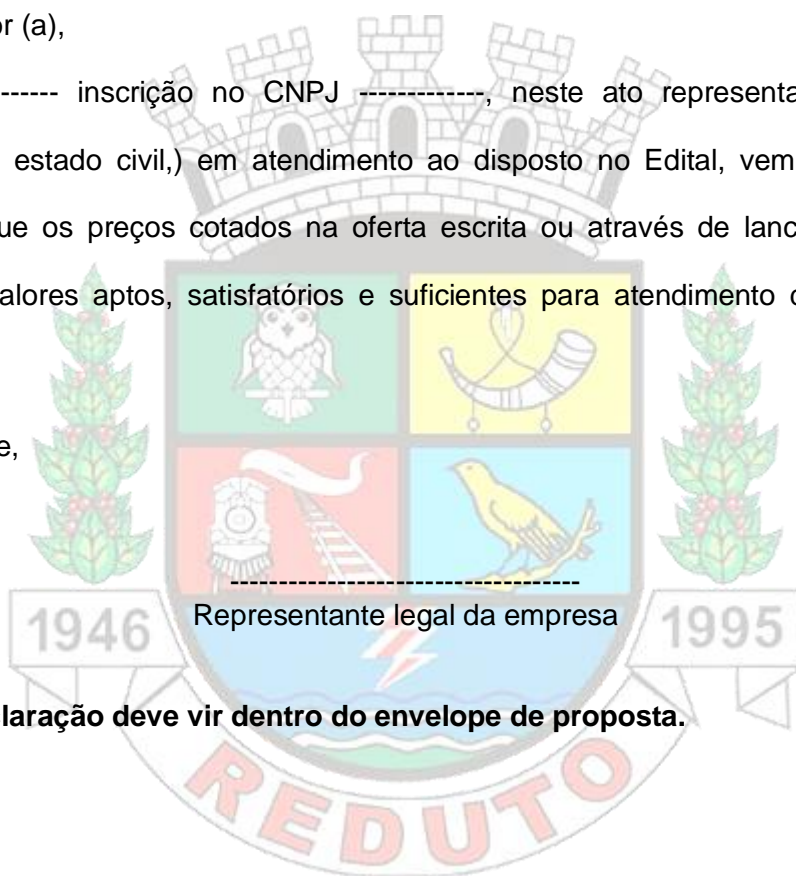 or (a),
------ inscrição no CNPJ --------------, neste ato representa
estado civil,) em atendimento ao disposto no Edital, vem
ue os preços cotados na oferta escrita ou através de lanc
alores aptos, satisfatórios e suficientes para atendimento
e,
--------------------------------------
Representante legal da empresa
1946
1995
claração deve vir dentro do envelope de proposta.
REDUTO